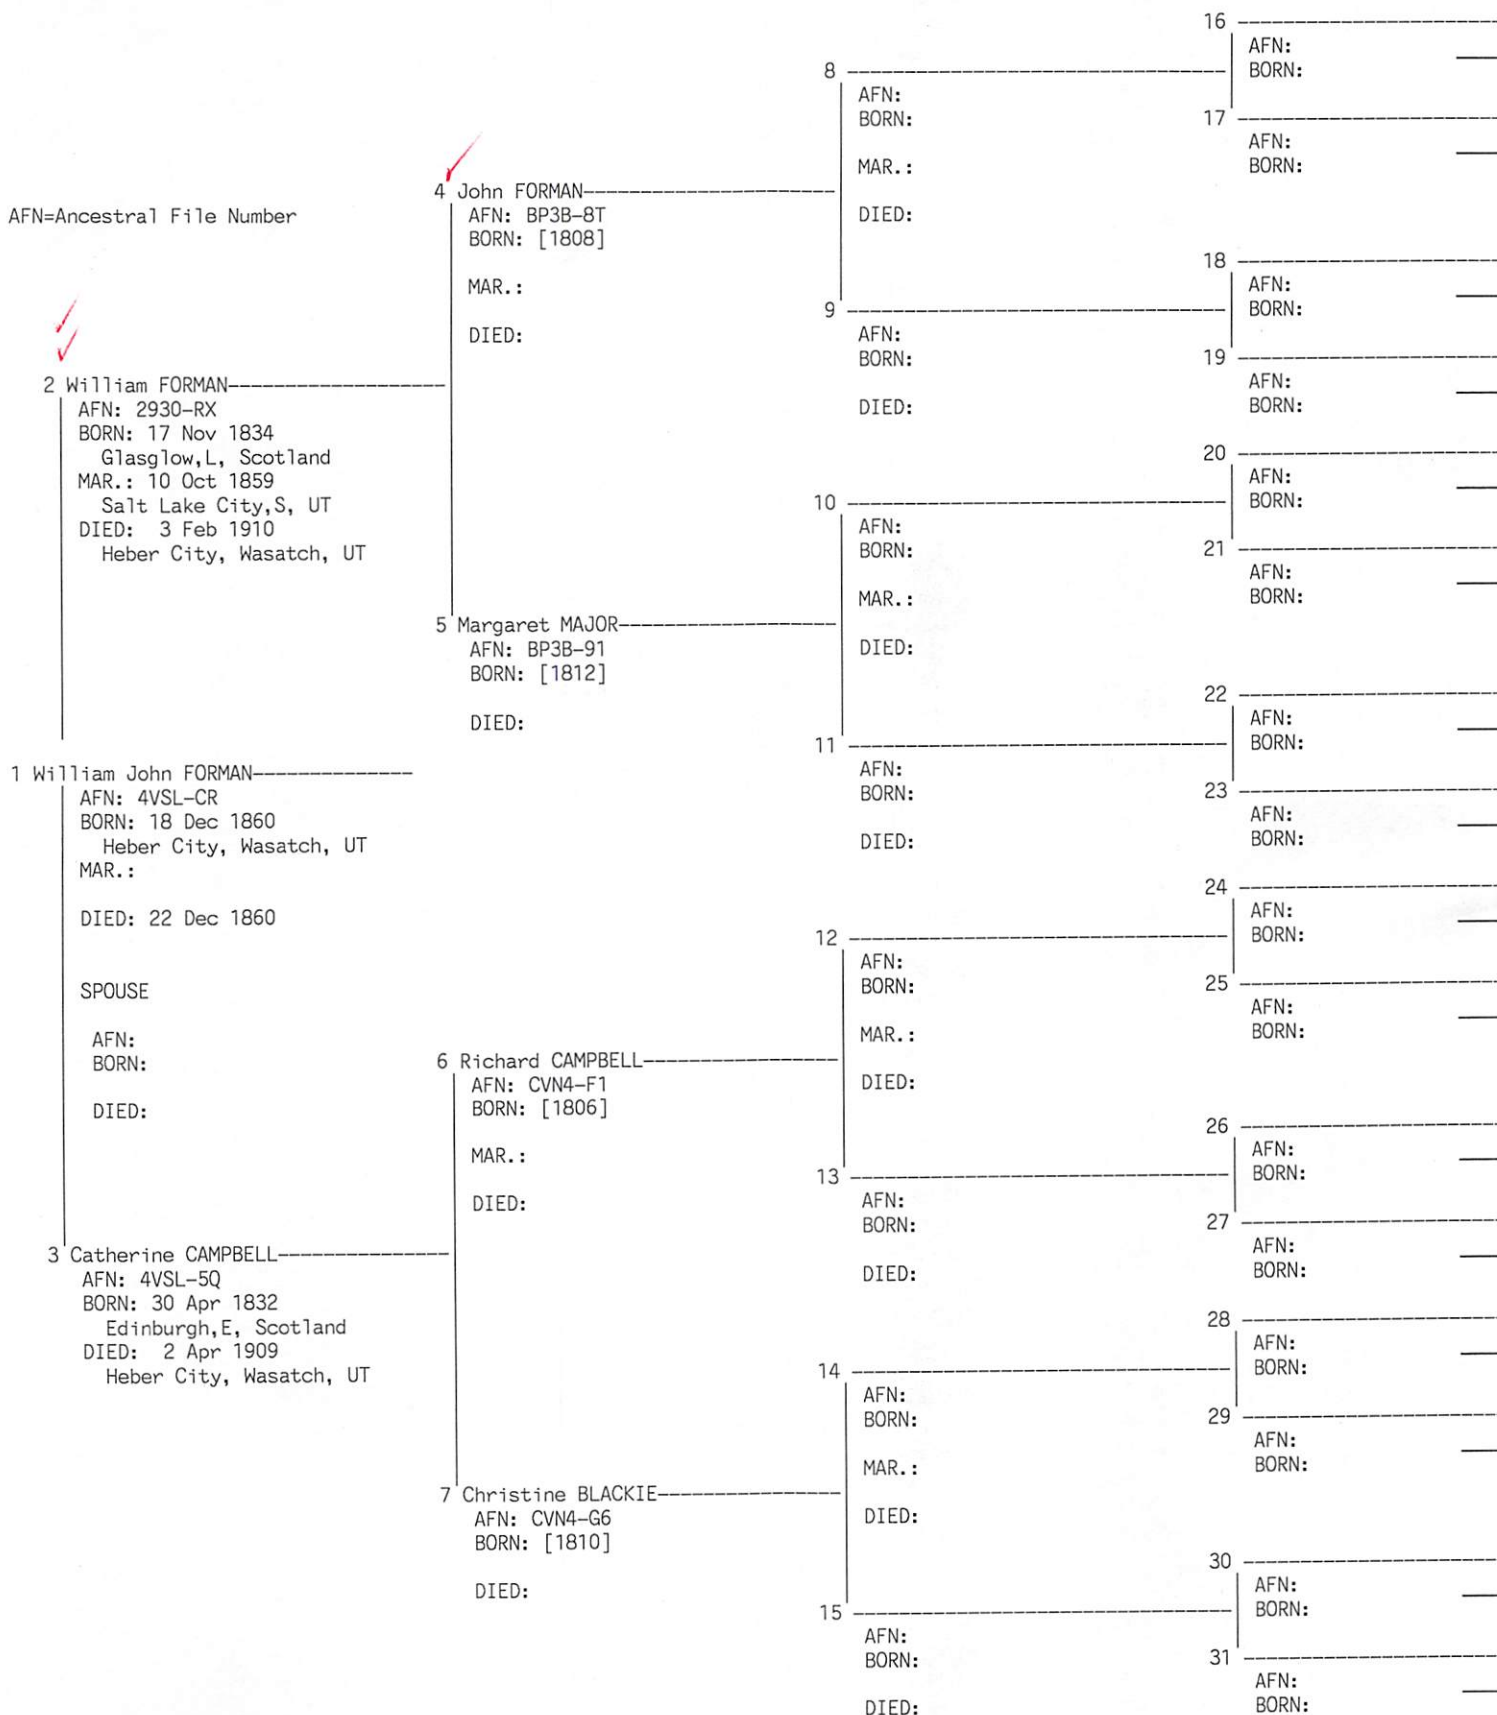 AFN=Ancestral File Number
2 William FORMAN
AFN: 2930-RX
BORN: 17 Nov 1834
Glasglow,L, Scotland
MAR.: 10 Oct 1859
Salt Lake City,S, UT
DIED: 3 Feb 1910
Heber City, Wasatch, UT
1 William John FORMAN
AFN: 4VSL-CR
BORN: 18 Dec 1860
Heber City, Wasatch, UT
MAR.:
DIED: 22 Dec 1860
SPOUSE
AFN:
BORN:
DIED:
3 Catherine CAMPBELL
AFN: 4VSL-5Q
BORN: 30 Apr 1832
Edinburgh,E, Scotland
DIED: 2 Apr 1909
Heber City, Wasatch, UT
4 John FORMAN
AFN: BP3B-8T
BORN: [1808]
MAR.:
DIED:
5 Margaret MAJOR
AFN: BP3B-91
BORN: [1812]
DIED:
6 Richard CAMPBELL
AFN: CVN4-F1
BORN: [1806]
MAR.:
DIED:
7 Christine BLACKIE
AFN: CVN4-G6
BORN: [1810]
DIED:
8
AFN:
BORN:
MAR.:
DIED:
9
AFN:
BORN:
DIED:
10
AFN:
BORN:
MAR.:
DIED:
11
AFN:
BORN:
DIED:
12
AFN:
BORN:
MAR.:
DIED:
13
AFN:
BORN:
DIED:
14
AFN:
BORN:
MAR.:
DIED:
15
AFN:
BORN:
DIED:
16
AFN:
BORN:
17
AFN:
BORN:
18
AFN:
BORN:
19
AFN:
BORN:
20
AFN:
BORN:
21
AFN:
BORN:
22
AFN:
BORN:
23
AFN:
BORN:
24
AFN:
BORN:
25
AFN:
BORN:
26
AFN:
BORN:
27
AFN:
BORN:
28
AFN:
BORN:
29
AFN:
BORN:
30
AFN:
BORN:
31
AFN:
BORN: